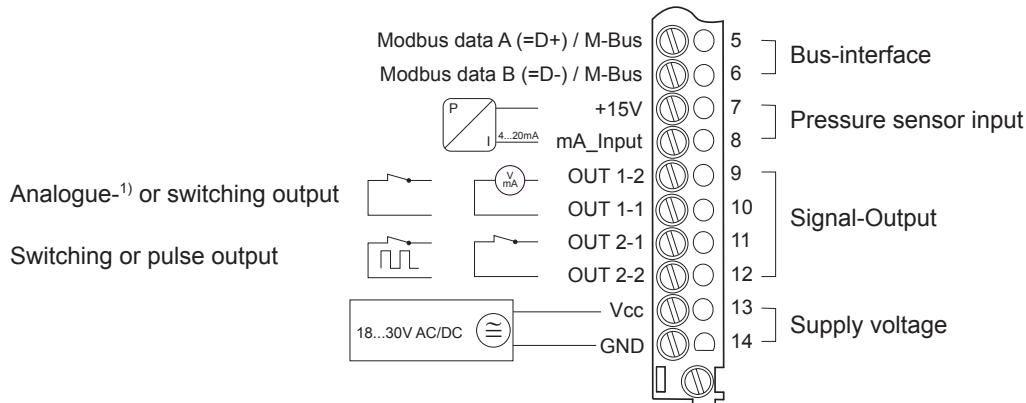 Modbus data A (=D+) / M-Bus 5
Modbus data B (=D-) / M-Bus 6
Bus-interface
P
I
4...20mA
+15V 7
mA_Input 8
Pressure sensor input
Analogue-1) or switching output
V
mA
OUT 1-2 9
OUT 1-1 10
Switching or pulse output
OUT 2-1 11
OUT 2-2 12
Signal-Output
18...30V AC/DC
Vcc 13
GND 14
Supply voltage